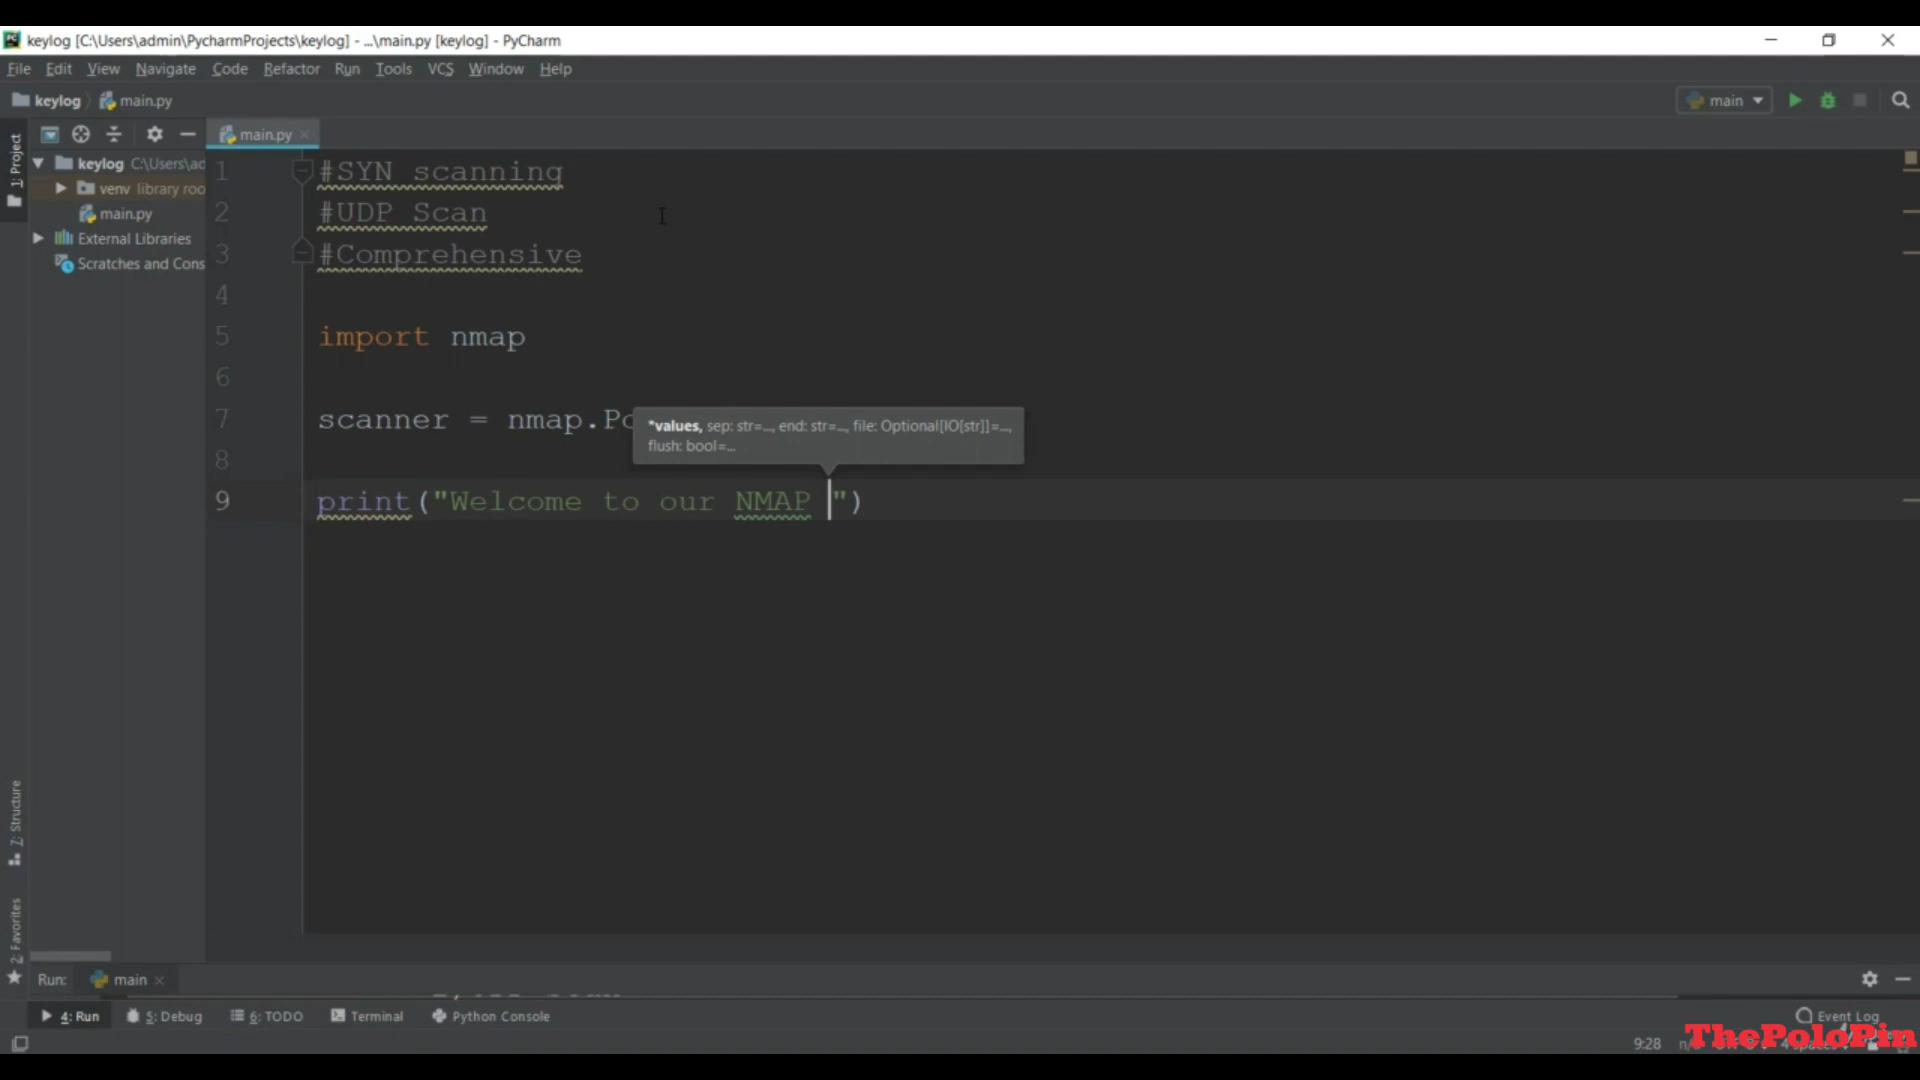 keylog [C:\Users\admin\PycharmProjects\keylog] - ...\main.py [keylog] - PyCharm
File Edit View Navigate Code Refactor Run Tools VCS Window Help
keylog main.py main
1: Project
main.py
keylog C:\Users\ad
venv library roo
main.py
External Libraries
Scratches and Cons
1 #SYN scanning
2 #UDP Scan
3 #Comprehensive
4
5 import nmap
6
7 scanner = nmap.Po
*values, sep: str=..., end: str=..., file: Optional[IO[str]]=...,
flush: bool=...
8
9 print("Welcome to our NMAP ")
7: Structure
2: Favorites
Run: main
4: Run 5: Debug 6: TODO Terminal Python Console Event Log
9:28 4 spaces
ThePoloPin